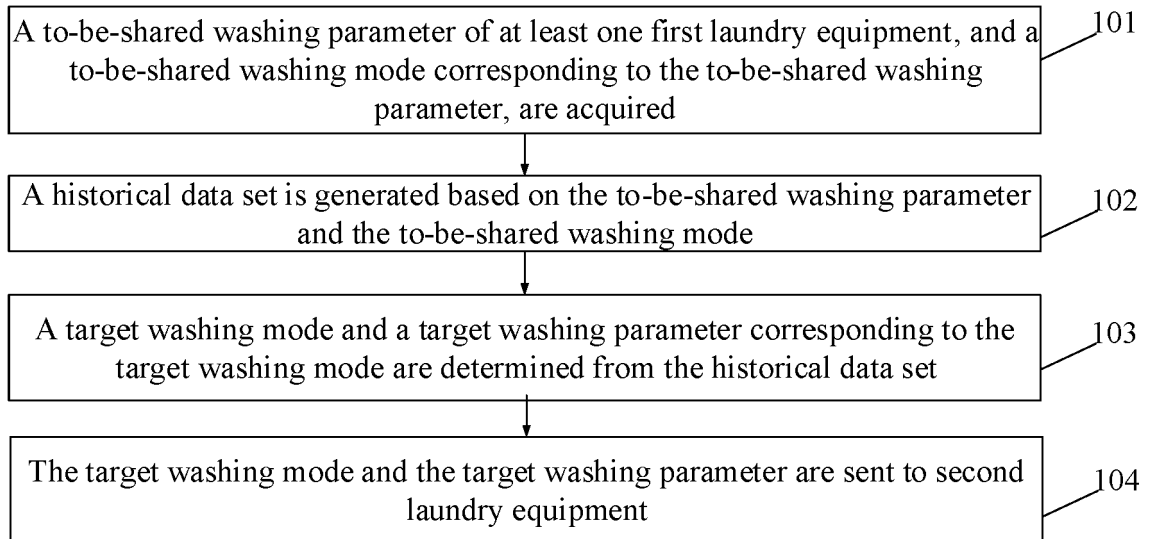 A to-be-shared washing parameter of at least one first laundry equipment, and a
to-be-shared washing mode corresponding to the to-be-shared washing
parameter, are acquired
101
A historical data set is generated based on the to-be-shared washing parameter
and the to-be-shared washing mode
102
A target washing mode and a target washing parameter corresponding to the
target washing mode are determined from the historical data set
103
The target washing mode and the target washing parameter are sent to second
laundry equipment
104